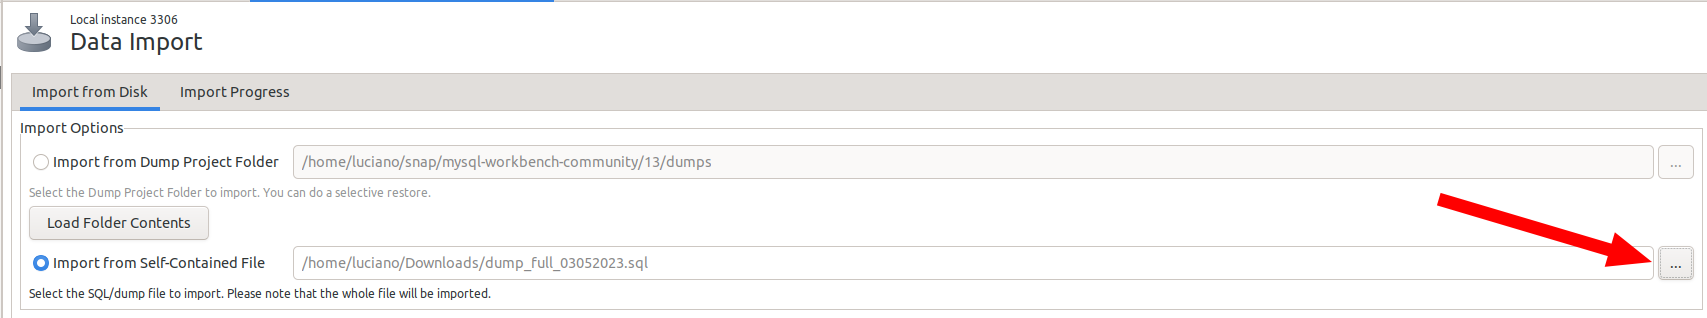 Local instance 3306
Data Import
Import from Disk Import Progress
Import Options
Import from Dump Project Folder /home/luciano/snap/mysql-workbench-community/13/dumps ...
Select the Dump Project Folder to import. You can do a selective restore.
Load Folder Contents
Import from Self-Contained File /home/luciano/Downloads/dump_full_03052023.sql ...
Select the SQL/dump file to import. Please note that the whole file will be imported.